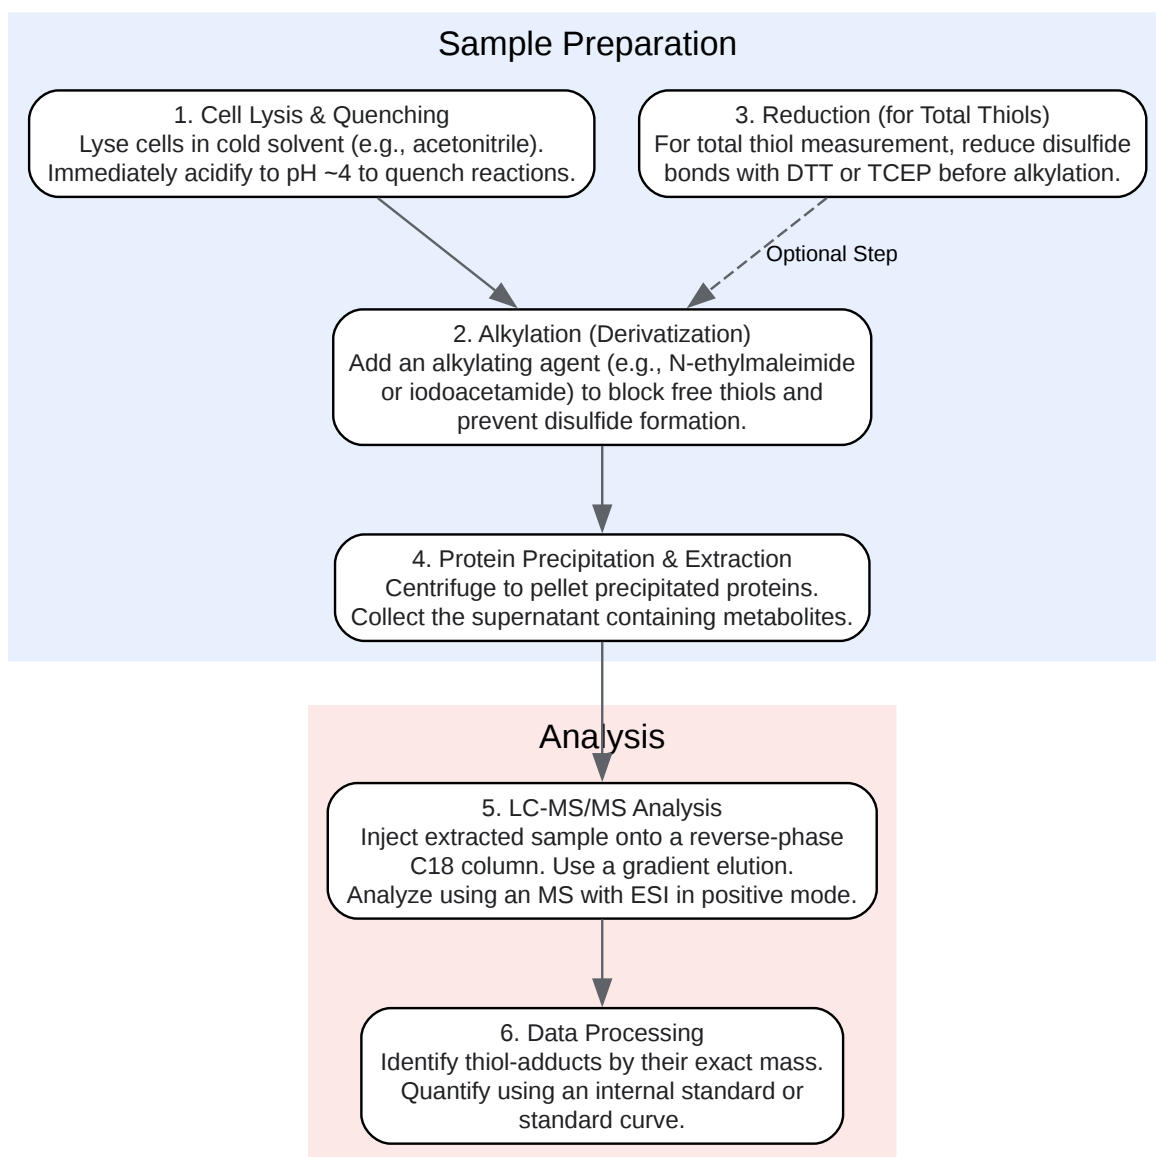 Sample Preparation
1. Cell Lysis & Quenching
Lyse cells in cold solvent (e.g., acetonitrile).
Immediately acidify to pH ~4 to quench reactions.
3. Reduction (for Total Thiols)
For total thiol measurement, reduce disulfide
bonds with DTT or TCEP before alkylation.
Optional Step
2. Alkylation (Derivatization)
Add an alkylating agent (e.g., N-ethylmaleimide
or iodoacetamide) to block free thiols and
prevent disulfide formation.
4. Protein Precipitation & Extraction
Centrifuge to pellet precipitated proteins.
Collect the supernatant containing metabolites.
Analysis
5. LC-MS/MS Analysis
Inject extracted sample onto a reverse-phase
C18 column. Use a gradient elution.
Analyze using an MS with ESI in positive mode.
6. Data Processing
Identify thiol-adducts by their exact mass.
Quantify using an internal standard or
standard curve.